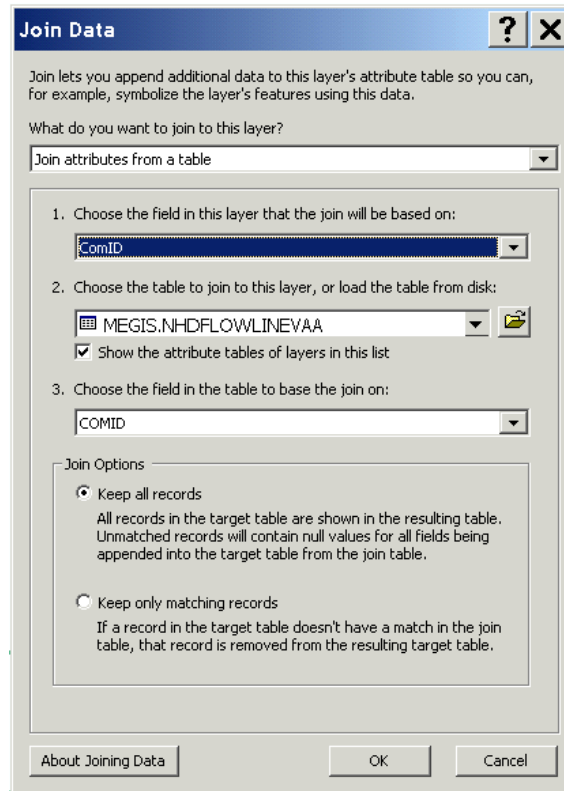 Join Data
Join lets you append additional data to this layer's attribute table so you can,
for example, symbolize the layer's features using this data.
What do you want to join to this layer?
Join attributes from a table
1. Choose the field in this layer that the join will be based on:
ComID
2. Choose the table to join to this layer, or load the table from disk:
MEGIS.NHDFLOWLINEVAA
Show the attribute tables of layers in this list
3. Choose the field in the table to base the join on:
COMID
Join Options
Keep all records
All records in the target table are shown in the resulting table.
Unmatched records will contain null values for all fields being
appended into the target table from the join table.
Keep only matching records
If a record in the target table doesn't have a match in the join
table, that record is removed from the resulting target table.
About Joining Data OK Cancel